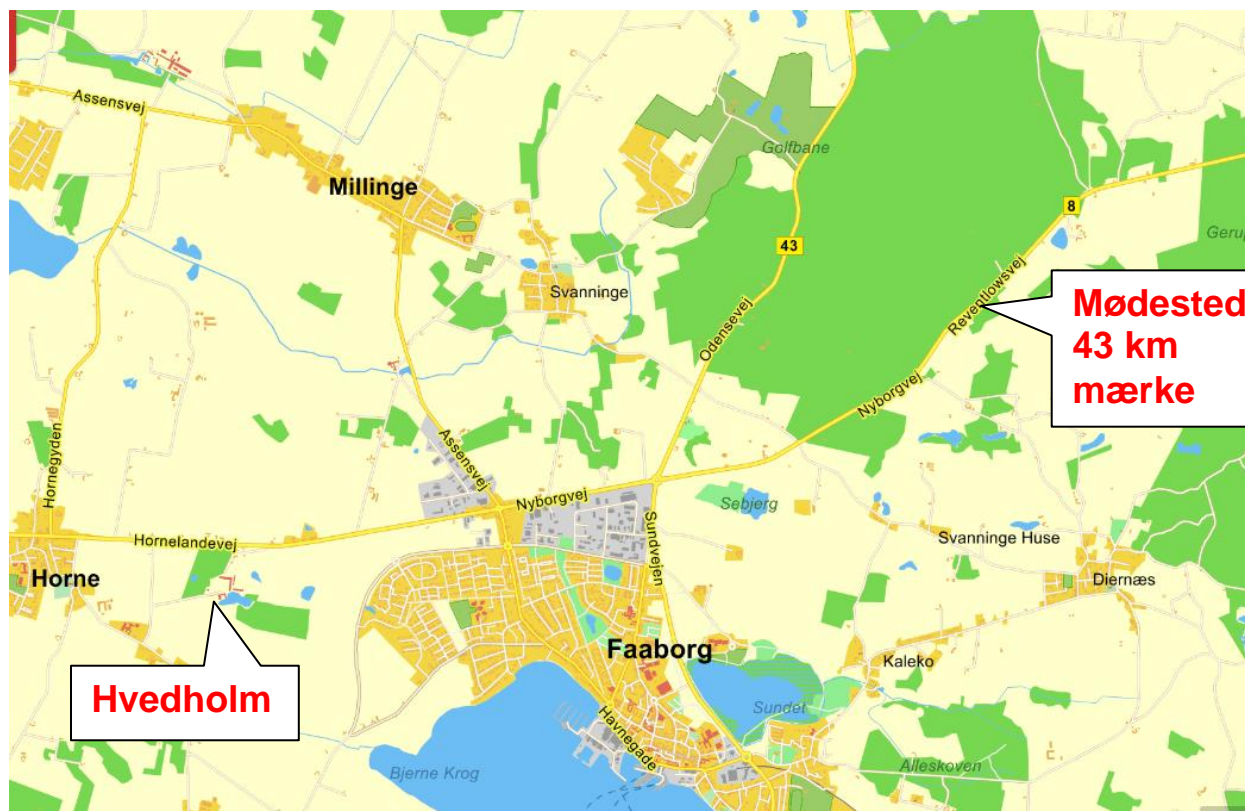 Assensvej
Golfbane
Millinge
8
Gerup
43
Svanninge
Reventlowsvej
Mødested
43 km
mærke
Odensevej
Nyborgvej
Hornegyden
Assensvej
Nyborgvej
Sebjerg
Sundvejen
Hornelandevej
Svanninge Huse
Horne
Diernæs
Faaborg
Kaleko
Hvedholm
Sundet
Havnegade
Bjerne Krog
Alleskoven